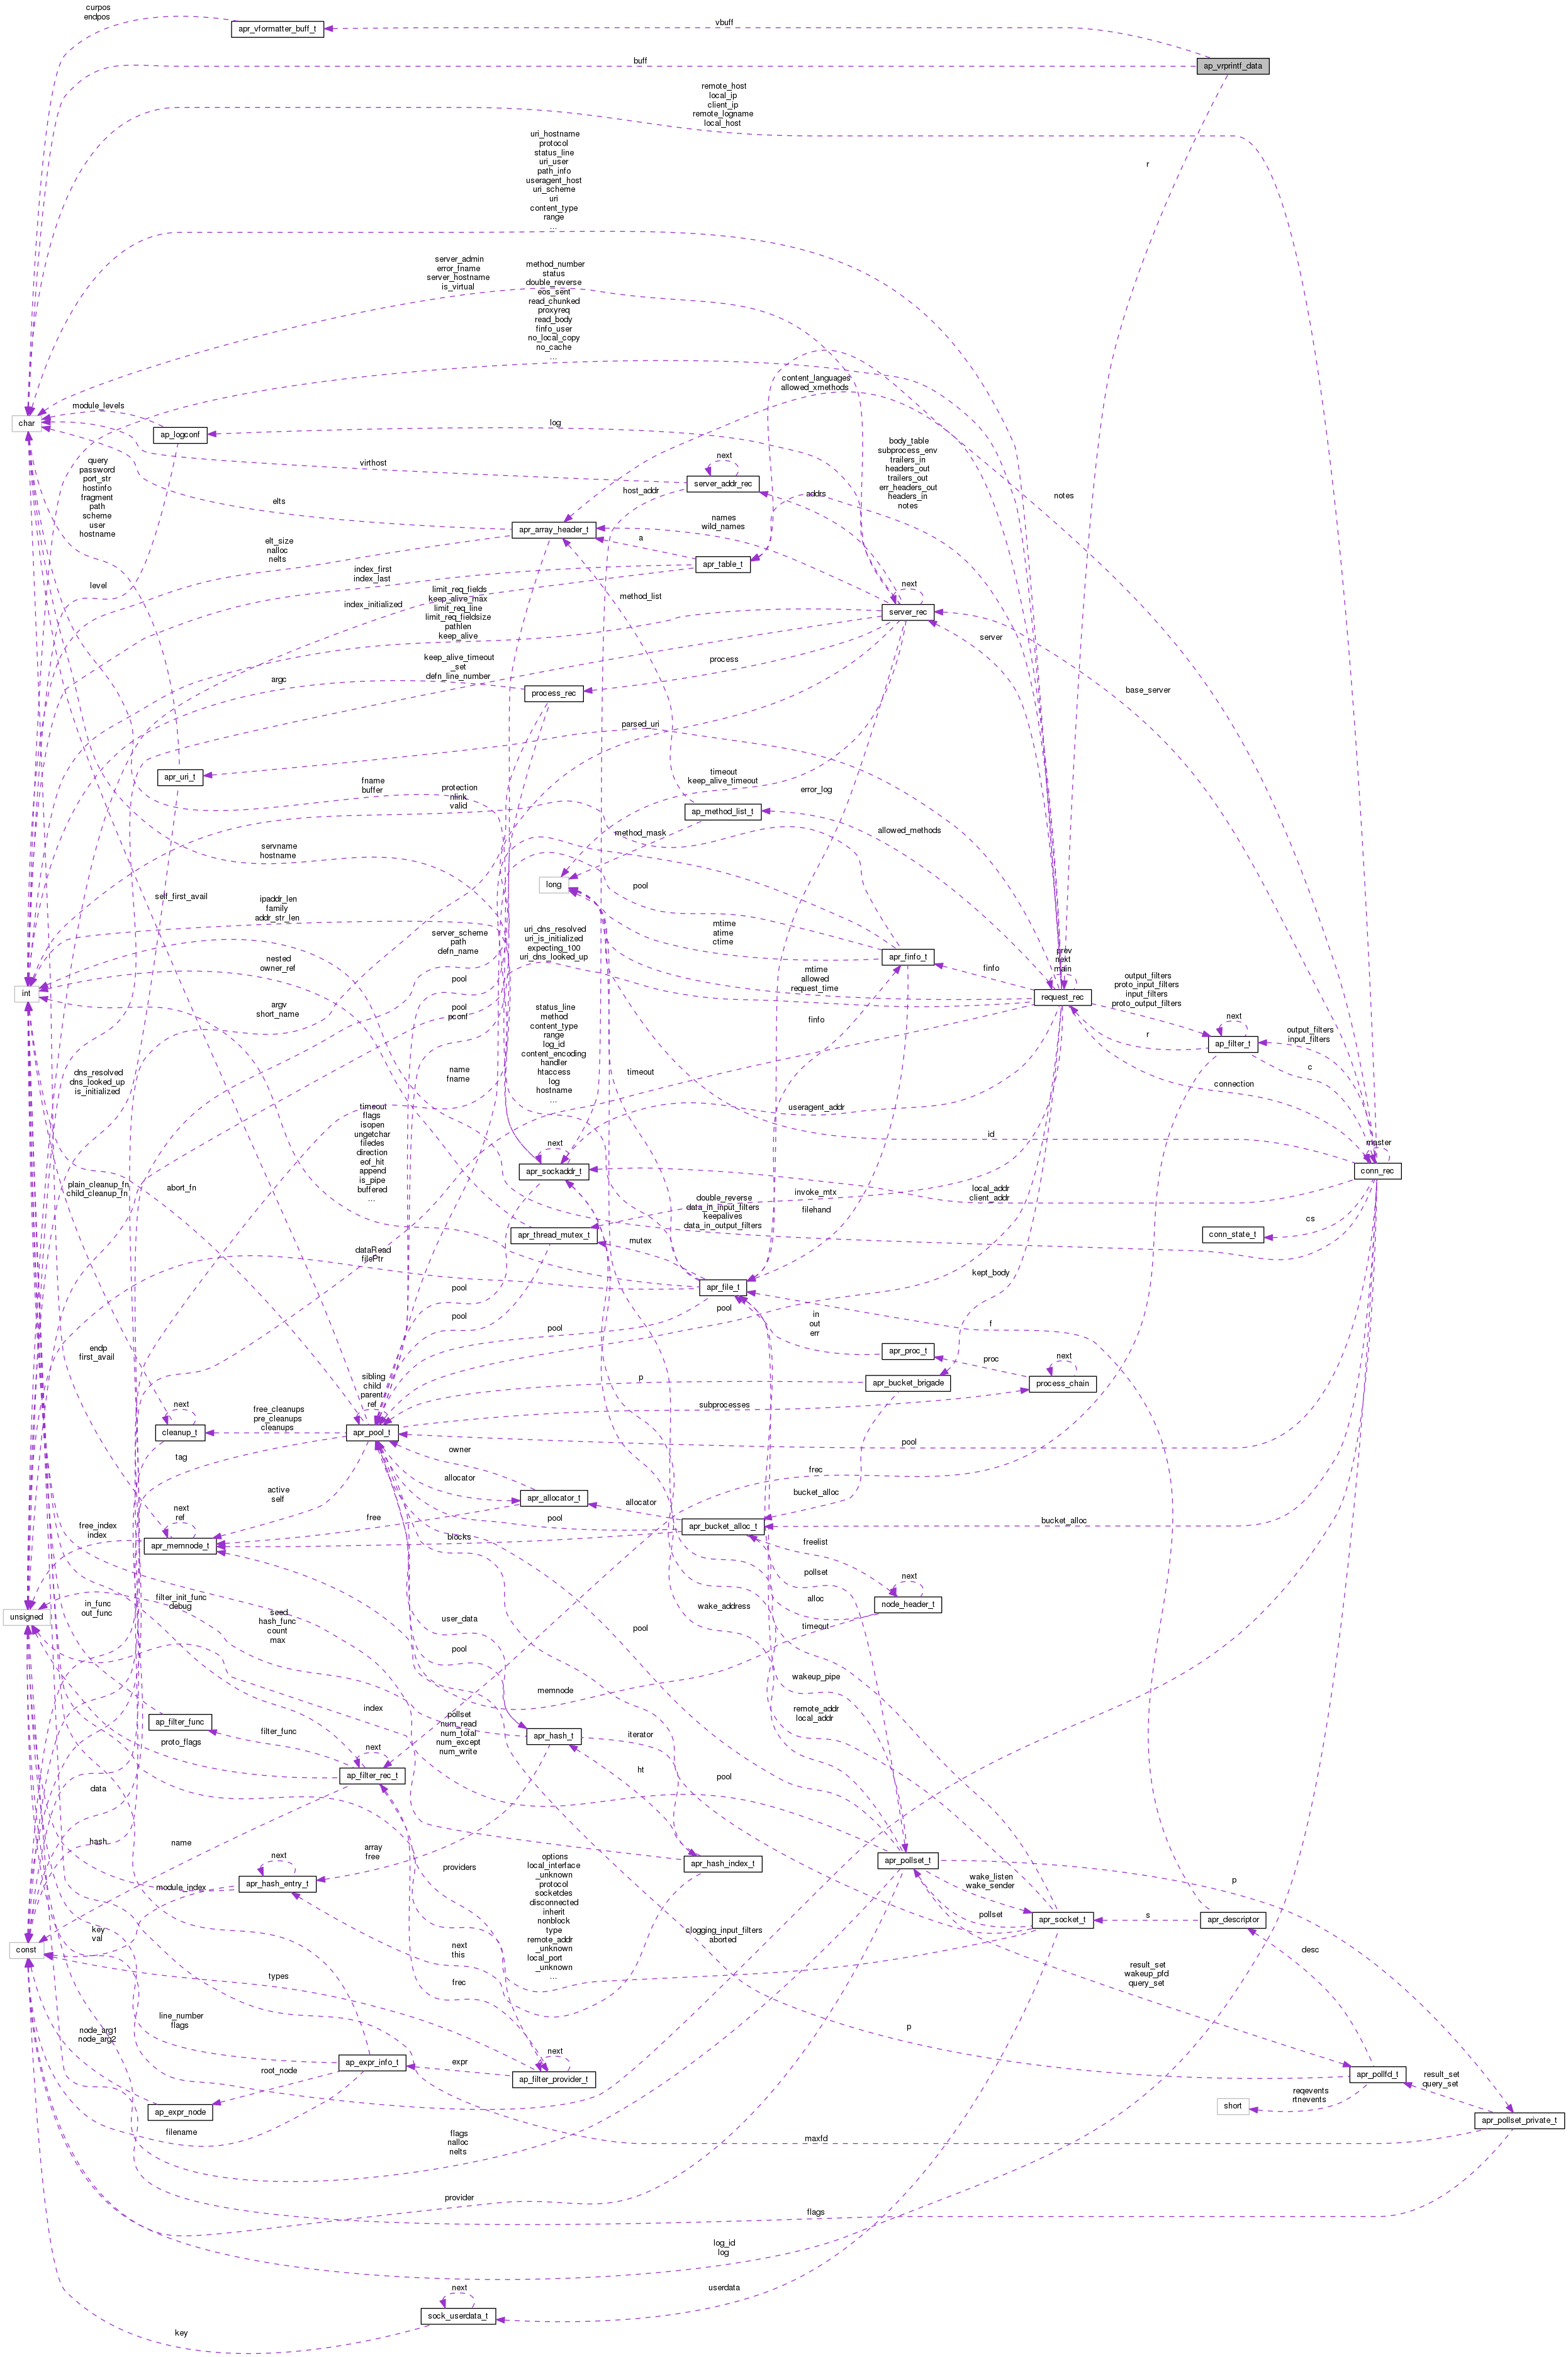 curpos
endpos
apr_vformatter_buff_t
vbuff
buff
ap_vrprintf_data
remote_host
local_ip
client_ip
remote_logname
local_host
uri_hostname
protocol
status_line
uri_user
path_info
useragent_host
uri_scheme
uri
content_type
range
...
r
server_admin
error_fname
server_hostname
is_virtual
method_number
status
double_reverse
eos_sent
read_chunked
proxyreq
read_body
finfo_user
no_local_copy
no_cache
...
content_languages
allowed_xmethods
module_levels
char
ap_logconf
log
virthost
next
server_addr_rec
body_table
subprocess_env
trailers_in
headers_out
trailers_out
err_headers_out
headers_in
notes
notes
query
password
port_str
hostinfo
fragment
path
scheme
user
hostname
elts
host_addr
addrs
apr_array_header_t
names
wild_names
a
apr_table_t
elt_size
nalloc
nelts
index_first
index_last
level
index_initialized
limit_req_fields
keep_alive_max
limit_req_line
limit_req_fieldsize
pathlen
keep_alive
method_list
next
server_rec
server
keep_alive_timeout
_set
defn_line_number
argc
process
process_rec
base_server
parsed_uri
apr_uri_t
fname
buffer
protection
nlink
valid
timeout
keep_alive_timeout
error_log
ap_method_list_t
allowed_methods
method_mask
servname
hostname
long
pool
self_first_avail
ipaddr_len
family
addr_str_len
server_scheme
path
defn_name
uri_dns_resolved
uri_is_initialized
expecting_100
uri_dns_looked_up
mtime
atime
ctime
apr_finfo_t
finfo
prev
next
main
request_rec
mtime
allowed
request_time
output_filters
proto_input_filters
input_filters
proto_output_filters
int
nested
owner_ref
pool
argv
short_name
pool
pconf
status_line
method
content_type
range
log_id
content_encoding
handler
htaccess
log
hostname
...
finfo
next
ap_filter_t
r
output_filters
input_filters
c
connection
dns_resolved
dns_looked_up
is_initialized
name
fname
timeout
useragent_addr
id
master
conn_rec
timeout
flags
isopen
ungetchar
filedes
direction
eof_hit
append
is_pipe
buffered
...
next
apr_sockaddr_t
plain_cleanup_fn
child_cleanup_fn
abort_fn
double_reverse
data_in_input_filters
keepalives
data_in_output_filters
invoke_mtx
filehand
local_addr
client_addr
cs
conn_state_t
apr_thread_mutex_t
mutex
dataRead
filePtr
kept_body
apr_file_t
pool
pool
pool
pool
in
out
err
f
endp
first_avail
apr_proc_t
proc
next
process_chain
apr_bucket_brigade
p
sibling
child
parent
ref
subprocesses
next
cleanup_t
free_cleanups
pre_cleanups
cleanups
apr_pool_t
pool
tag
owner
allocator
frec
active
self
bucket_alloc
apr_allocator_t
allocator
next
ref
free
pool
apr_bucket_alloc_t
bucket_alloc
free_index
index
apr_memnode_t
blocks
freelist
pollset
next
node_header_t
alloc
in_func
out_func
unsigned
filter_init_func
debug
seed
hash_func
count
max
user_data
wake_address
pool
timeout
pool
wakeup_pipe
memnode
index
remote_addr
local_addr
ap_filter_func
filter_func
proto_flags
pollset
num_read
num_total
num_except
num_write
apr_hash_t
iterator
next
ap_filter_rec_t
ht
pool
data
name
hash
array
free
providers
options
local_interface
_unknown
protocol
socketdes
disconnected
inherit
nonblock
type
remote_addr
_unknown
local_port
_unknown
...
apr_hash_index_t
apr_pollset_t
next
apr_hash_entry_t
module_index
wake_listen
wake_sender
p
key
val
const
next
this
clogging_input_filters
aborted
pollset
apr_socket_t
s
apr_descriptor
types
frec
result_set
wakeup_pfd
query_set
desc
line_number
flags
node_arg1
node_arg2
p
ap_expr_info_t
root_node
expr
next
ap_filter_provider_t
apr_pollfd_t
result_set
query_set
reqevents
rtnevents
short
ap_expr_node
apr_pollset_private_t
filename
flags
nalloc
nelts
maxfd
provider
flags
log_id
log
userdata
next
sock_userdata_t
key